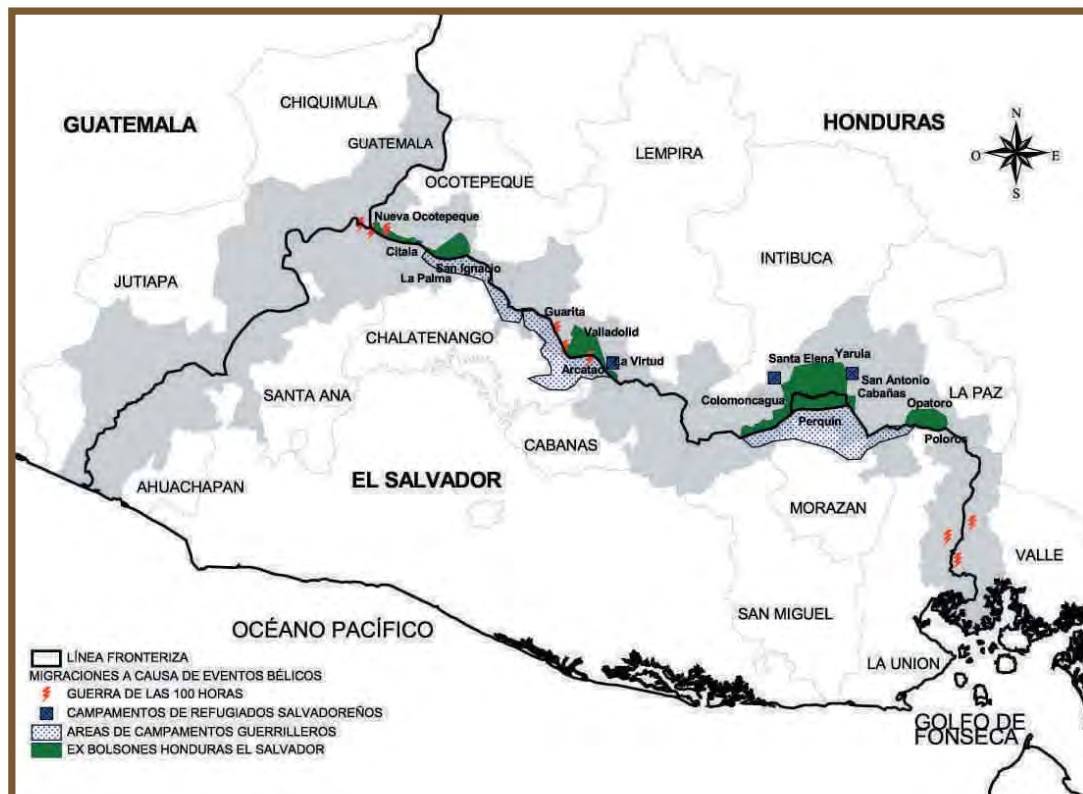 N
O
E
S
CHIQUIMULA
GUATEMALA
HONDURAS
GUATEMALA
LEMPIRA
OCOTEPEQUE
Nueva Ocotepeque
Citala
San Ignacio
La Palma
INTIBUCA
JUTIAPA
Guarita
CHALATENANGO
Valladolid
La Virtud
Arcatao
Santa Elena
Yarula
San Antonio
Cabañas
LA PAZ
SANTA ANA
Colomoncagua
Opatoro
Perquin
Poloros
CABANAS
EL SALVADOR
AHUACHAPAN
MORAZAN
VALLE
SAN MIGUEL
OCÉANO PACÍFICO
LA UNION
GOLFO DE
FONSECA
LÍNEA FRONTERIZA
MIGRACIONES A CAUSA DE EVENTOS BÉLICOS
GUERRA DE LAS 100 HORAS
CAMPAMENTOS DE REFUGIADOS SALVADOREÑOS
AREAS DE CAMPAMENTOS GUERRILLEROS
EX BOLSONES HONDURAS EL SALVADOR